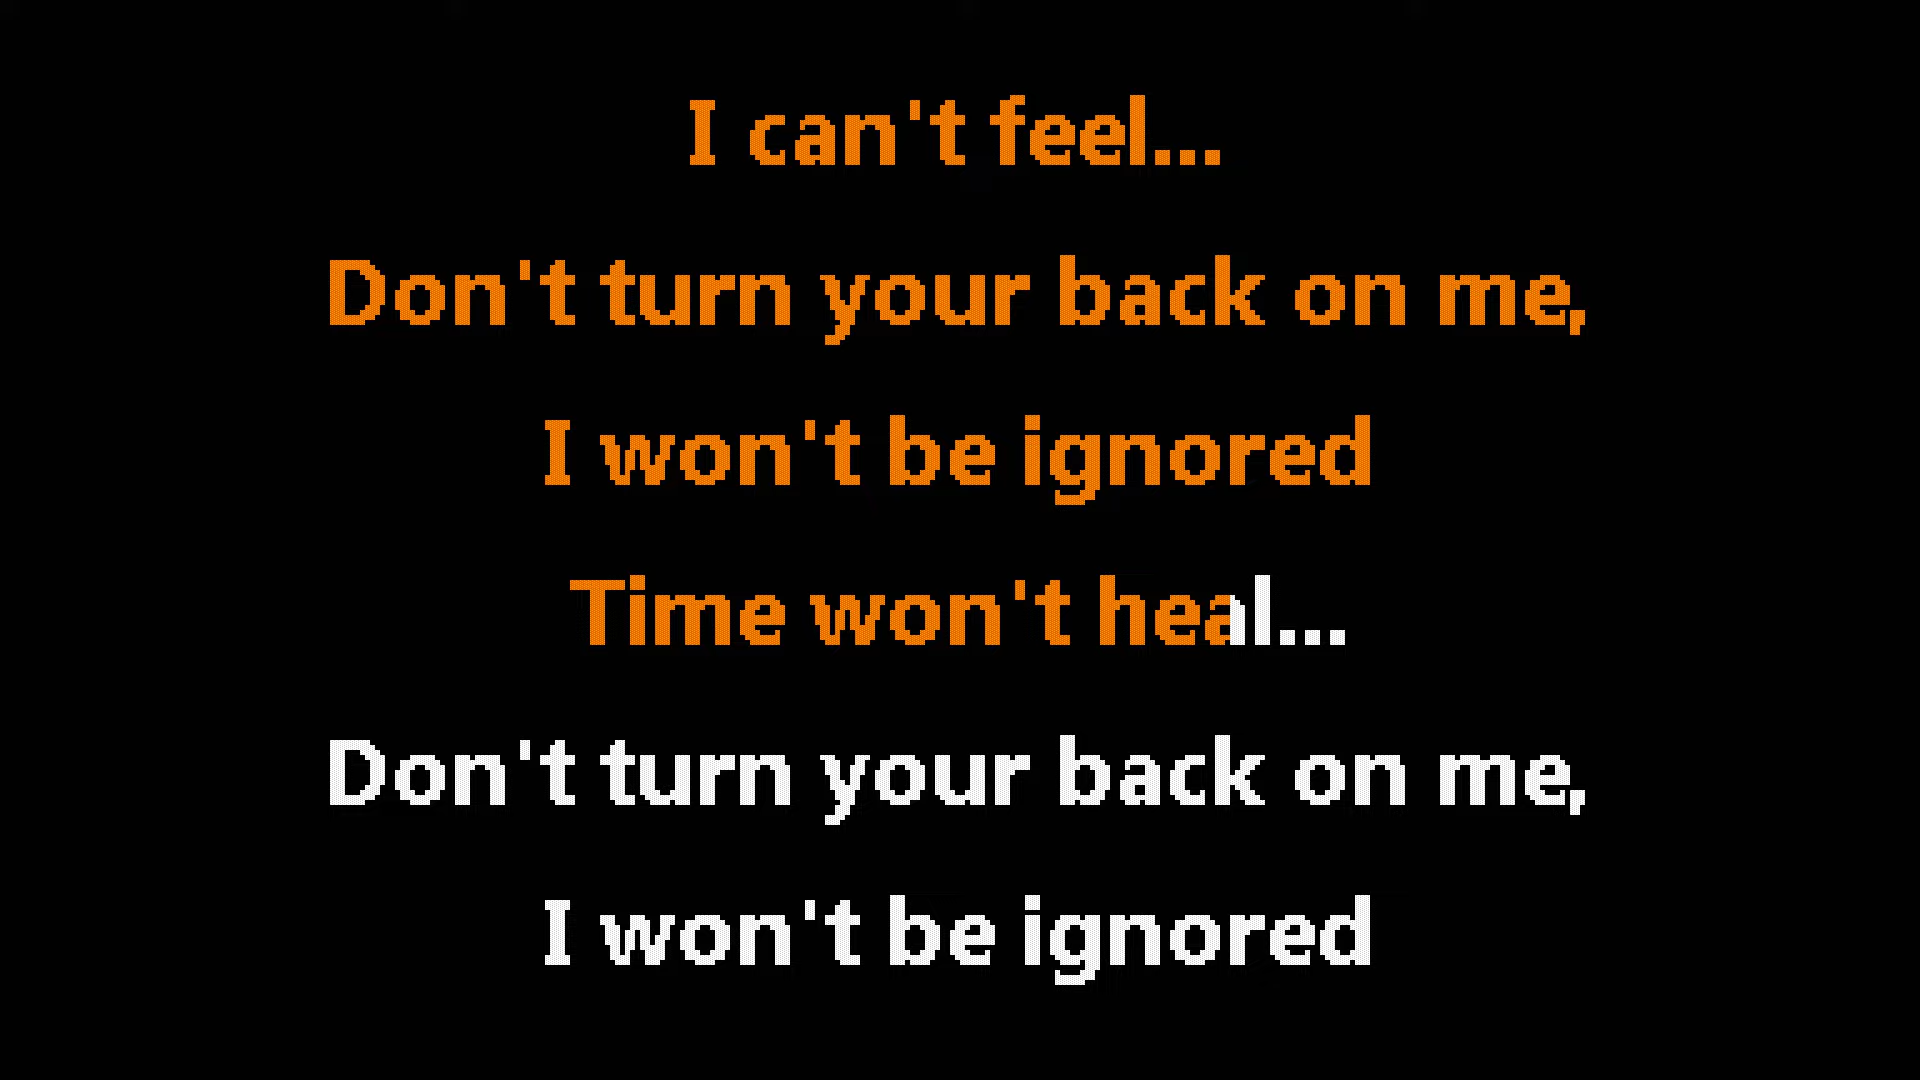 I can't feel...
Don't turn your back on me,
I won't be ignored
Time won't heal...
Don't turn your back on me,
I won't be ignored